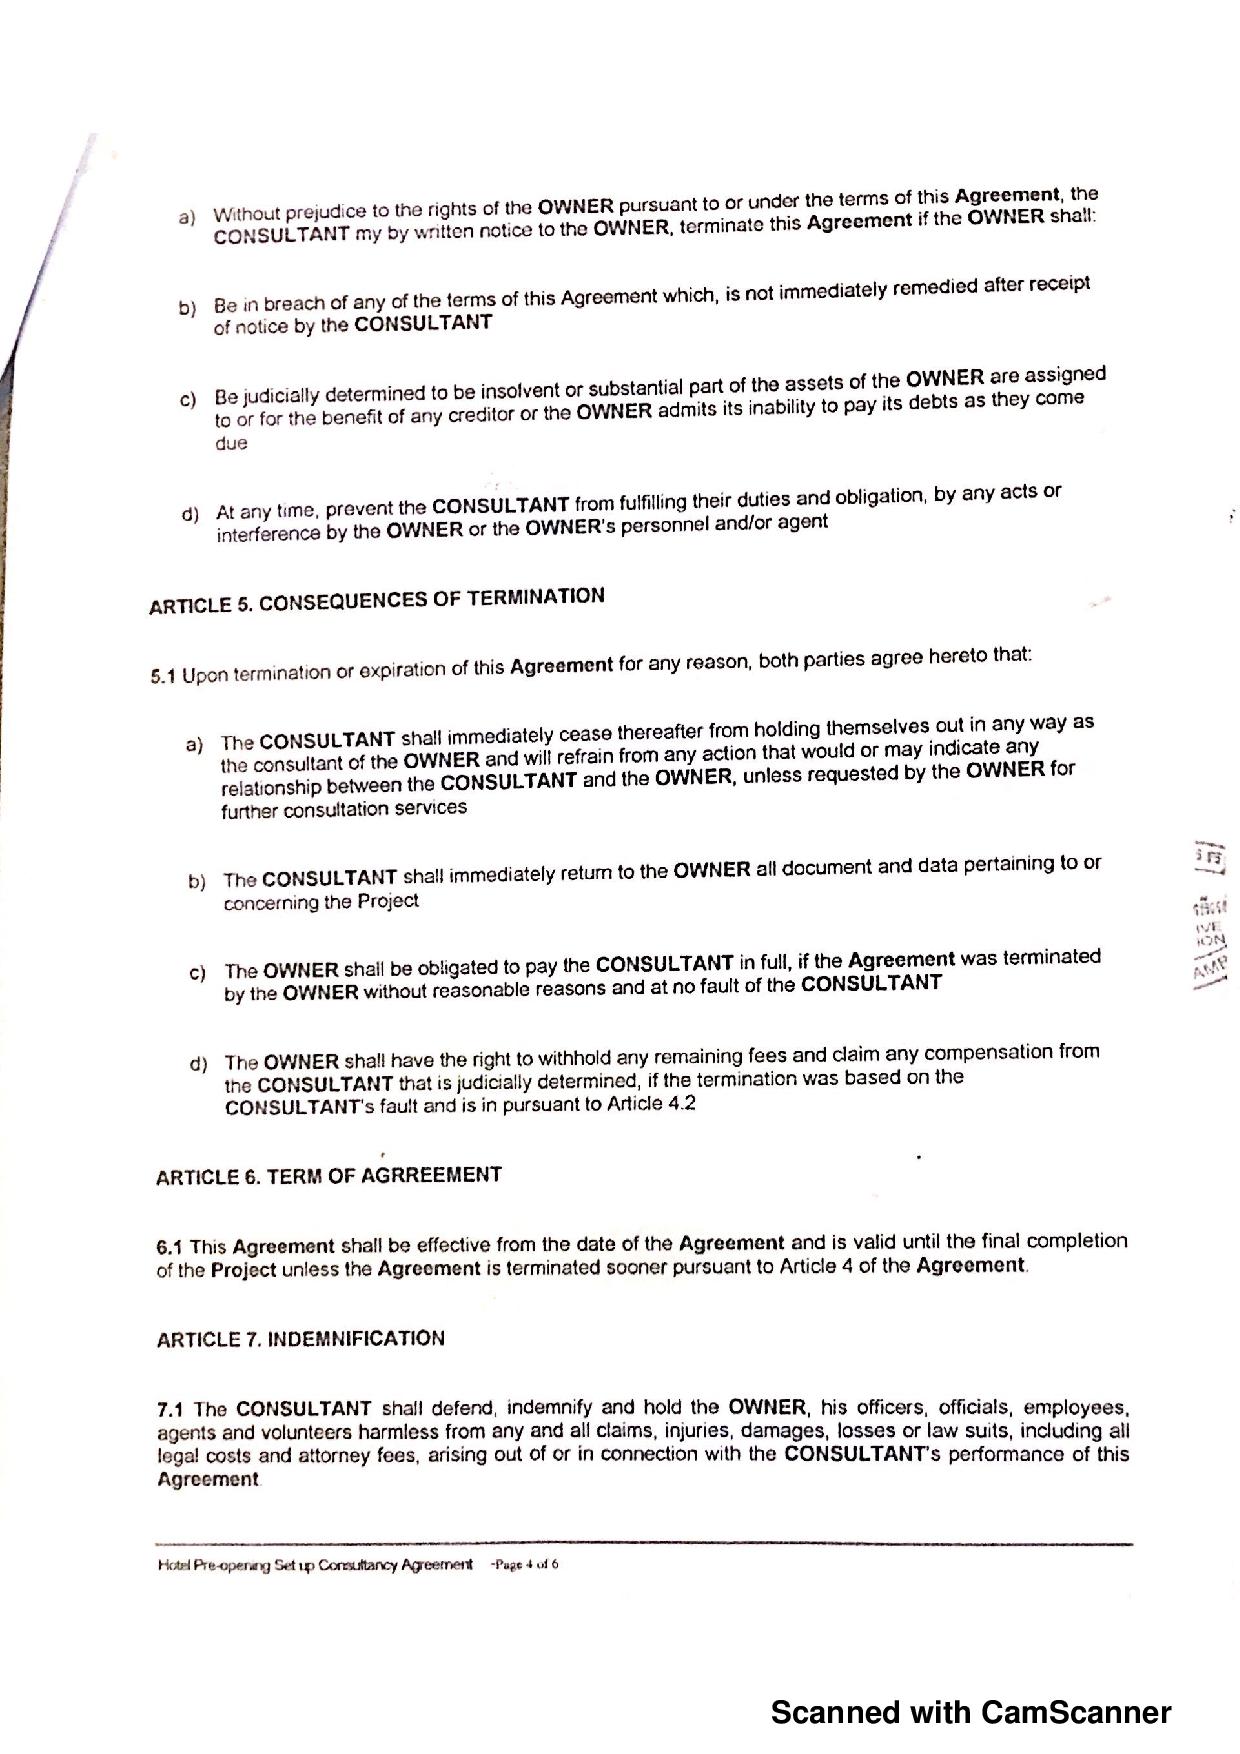 a) Without prejudice to the rights of the OWNER pursuant to or under the terms of this Agreement, the
CONSULTANT my by written notice to the OWNER, terminate this Agreement if the OWNER shall:
b) Be in breach of any of the terms of this Agreement which, is not immediately remedied after receipt
of notice by the CONSULTANT
c) Be judicially determined to be insolvent or substantial part of the assets of the OWNER are assigned
to or for the benefit of any creditor or the OWNER admits its inability to pay its debts as they come
due
d) At any time, prevent the CONSULTANT from fulfilling their duties and obligation, by any acts or
interference by the OWNER or the OWNER's personnel and/or agent
ARTICLE 5. CONSEQUENCES OF TERMINATION
5.1 Upon termination or expiration of this Agreement for any reason, both parties agree hereto that:
a) The CONSULTANT shall immediately cease thereafter from holding themselves out in any way as
the consultant of the OWNER and will refrain from any action that would or may indicate any
relationship between the CONSULTANT and the OWNER, unless requested by the OWNER for
further consultation services
b) The CONSULTANT shall immediately return to the OWNER all document and data pertaining to or
concerning the Project
c) The OWNER shall be obligated to pay the CONSULTANT in full, if the Agreement was terminated
by the OWNER without reasonable reasons and at no fault of the CONSULTANT
d) The OWNER shall have the right to withhold any remaining fees and claim any compensation from
the CONSULTANT that is judicially determined, if the termination was based on the
CONSULTANT's fault and is in pursuant to Article 4.2
ARTICLE 6. TERM OF AGRREEMENT
6.1 This Agreement shall be effective from the date of the Agreement and is valid until the final completion
of the Project unless the Agreement is terminated sooner pursuant to Article 4 of the Agreement.
ARTICLE 7. INDEMNIFICATION
7.1 The CONSULTANT shall defend, indemnify and hold the OWNER, his officers, officials, employees,
agents and volunteers harmless from any and all claims, injuries, damages, losses or law suits, including all
legal costs and attorney fees, arising out of or in connection with the CONSULTANT's performance of this
Agreement
Hotel Pre-opening Set up Consultancy Agreement -Page 4 of 6
Scanned with CamScanner